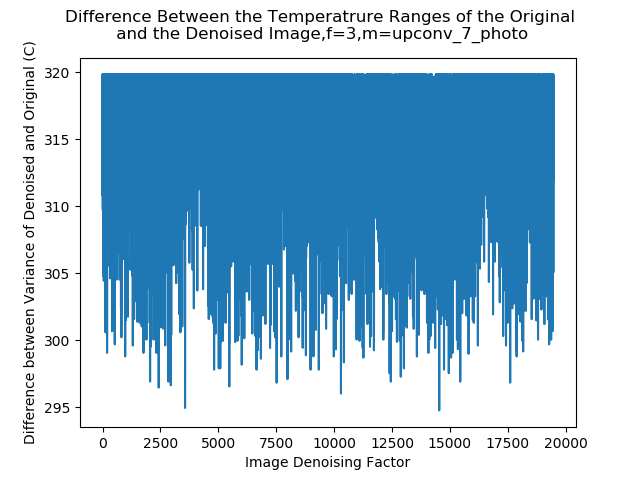 Difference Between the Temperatrure Ranges of the Original
and the Denoised Image,f=3,m=upconv_7_photo
Difference between Variance of Denoised and Original (C)
320
315
310
305
300
295
0 2500 5000 7500 10000 12500 15000 17500 20000
Image Denoising Factor